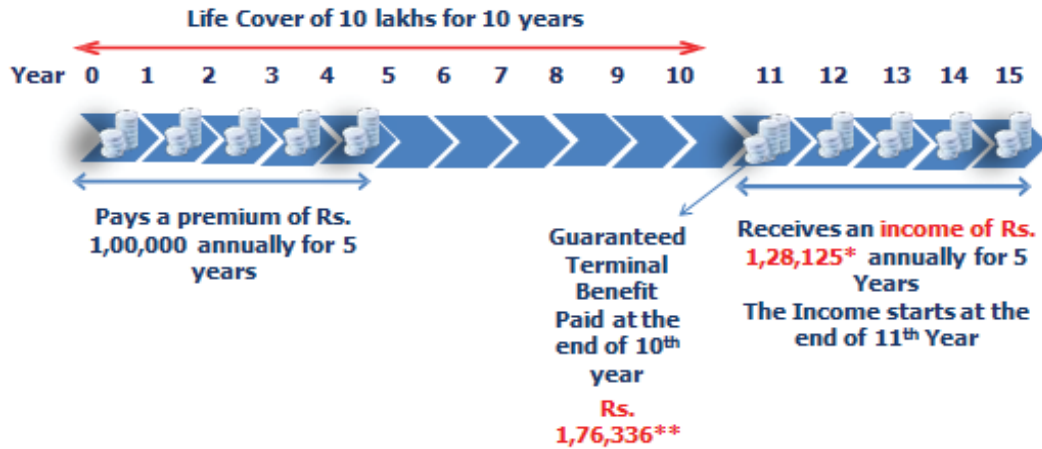 Life Cover of 10 lakhs for 10 years
Year 0 1 2 3 4 5 6 7 8 9 10 11 12 13 14 15
Pays a premium of Rs.
1,00,000 annually for 5
years
Guaranteed
Terminal
Benefit
Paid at the
end of 10th
year
Rs.
1,76,336**
Receives an income of Rs.
1,28,125* annually for 5
Years
The Income starts at the
end of 11th Year